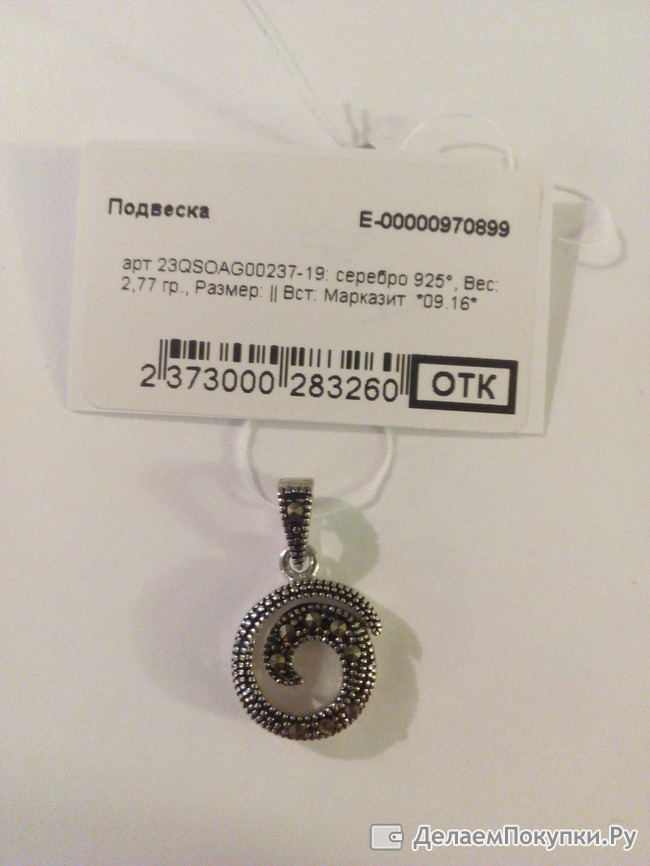 Подвеска E-00000970899
арт 23QSOAG00237-19: серебро 925°, Вес:
2,77 гр., Размер: || Вст: Марказит *09.16*
2 373000 283260 ОТК
ДелаемПокупки.Ру